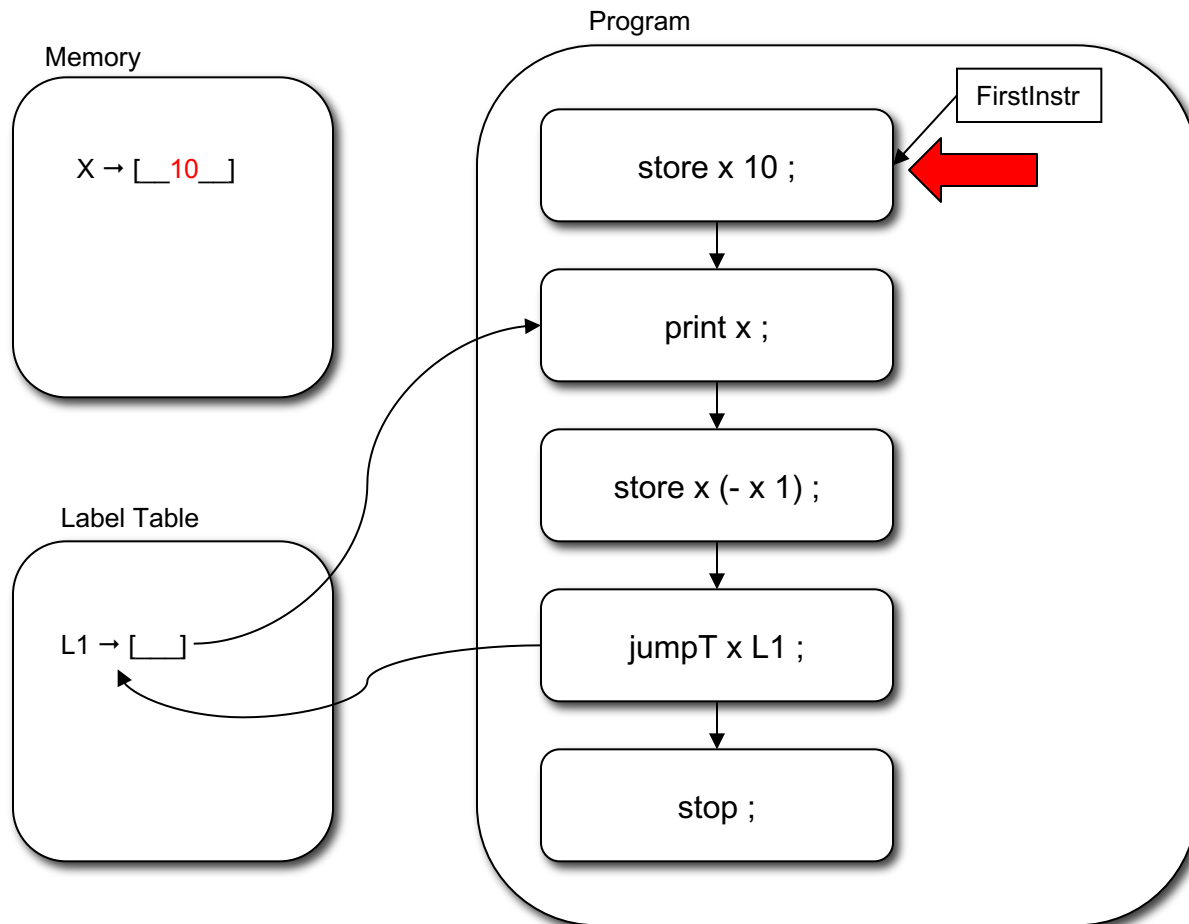 Program
Memory
FirstInstr
X → [__10__]
store x 10 ;
print x ;
store x (- x 1) ;
Label Table
L1 → [___]
jumpT x L1 ;
stop ;